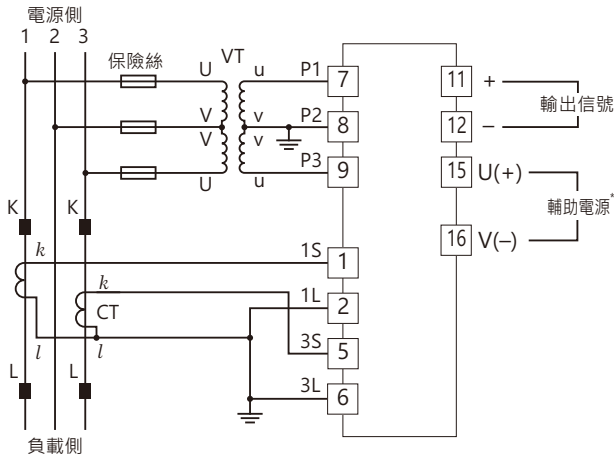 電源側
1 2 3
保險絲
VT
U u P1 7
V v P2 8
V v
U u P3 9
11 +
12 –
輸出信號
15 U(+)
輔助電源*
16 V(–)
K K
k 1S 1
k 1L 2
CT
l l 3S 5
L L 3L 6
負載側